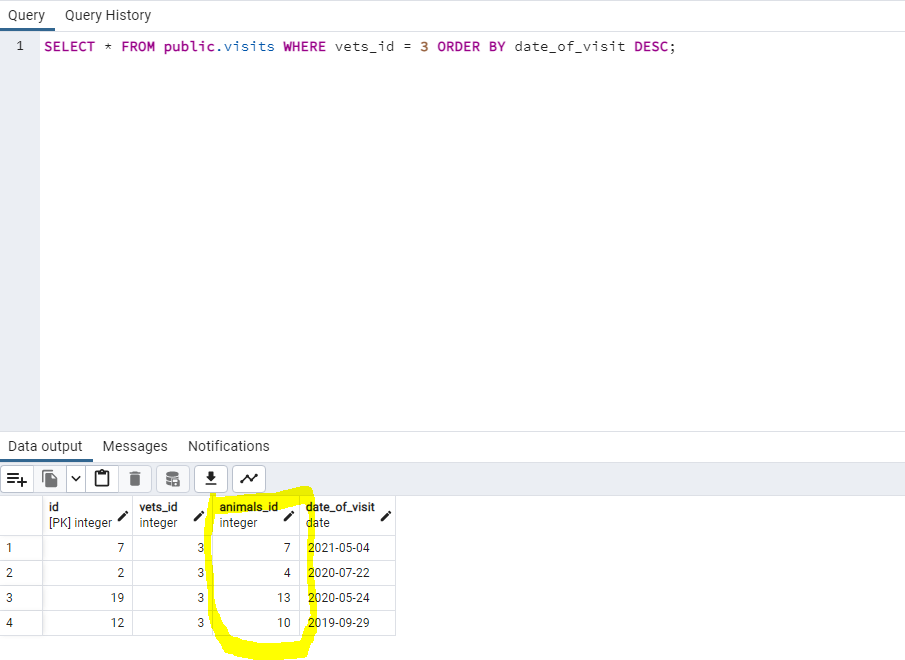 Query Query History
1 SELECT * FROM public.visits WHERE vets_id = 3 ORDER BY date_of_visit DESC;
Data output Messages Notifications
id vets_id animals_id date_of_visit
[PK] integer integer integer date
1 7 3 7 2021-05-04
2 2 3 4 2020-07-22
3 19 3 13 2020-05-24
4 12 3 10 2019-09-29